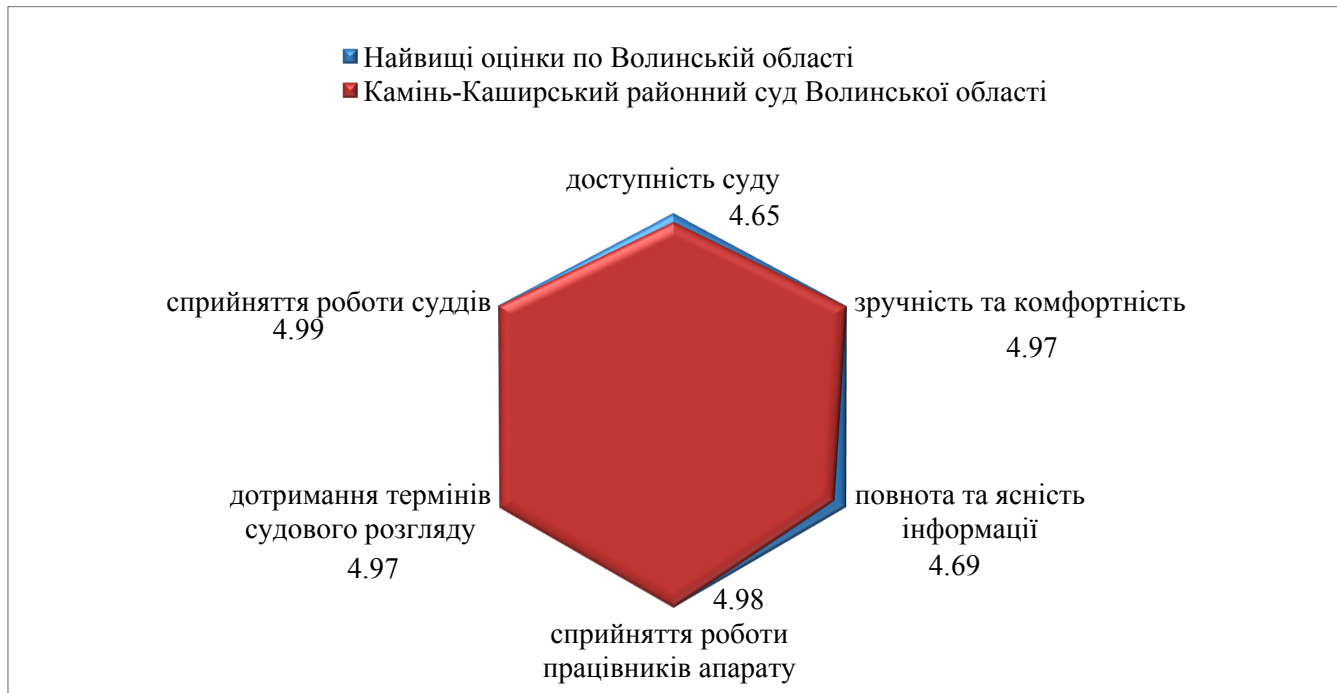 Найвищі оцінки по Волинській області
Камінь-Каширський районний суд Волинської області
доступність суду
4.65
сприйняття роботи суддів
4.99
зручність та комфортність
4.97
дотримання термінів
судового розгляду
4.97
повнота та ясність
інформації
4.69
4.98
сприйняття роботи
працівників апарату